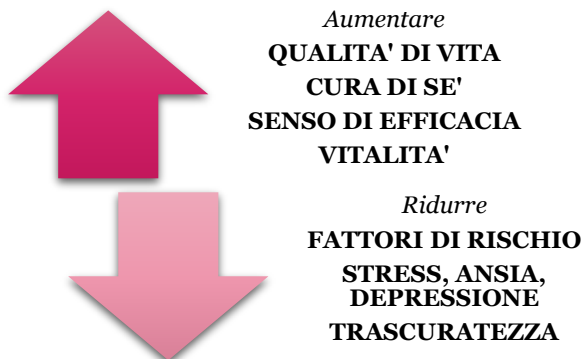 Aumentare
QUALITA' DI VITA
CURA DI SE'
SENSO DI EFFICACIA
VITALITA'
Ridurre
FATTORI DI RISCHIO
STRESS, ANSIA,
DEPRESSIONE
TRASCURATEZZA